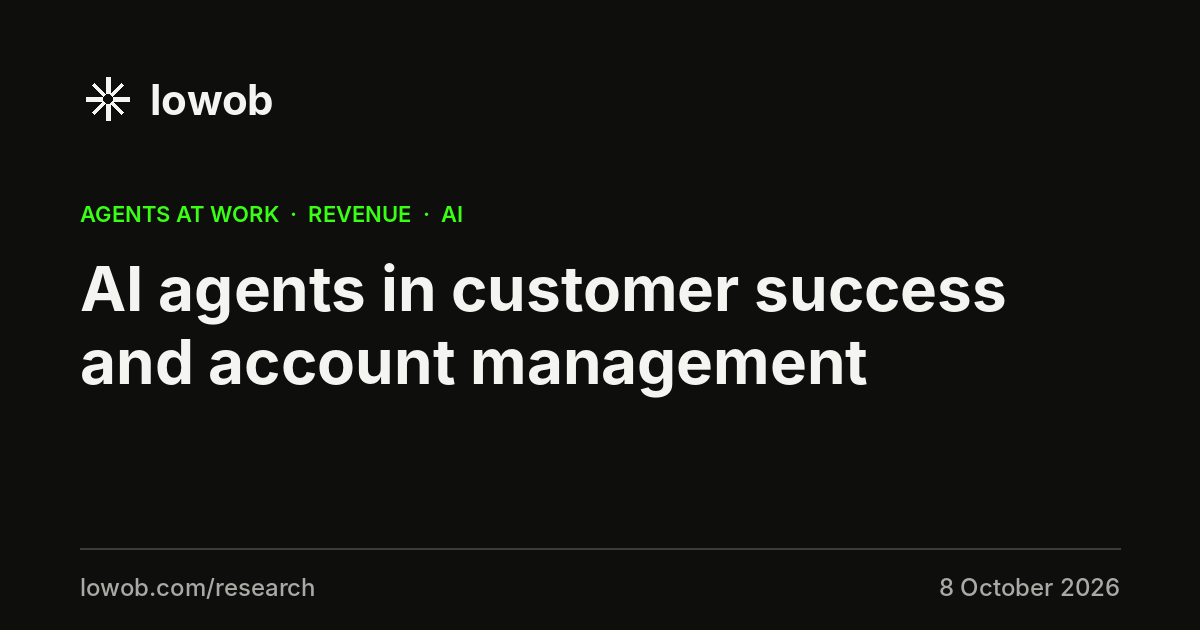 lowob
AGENTS AT WORK · REVENUE · AI
AI agents in customer success
and account management
lowob.com/research
8 October 2026